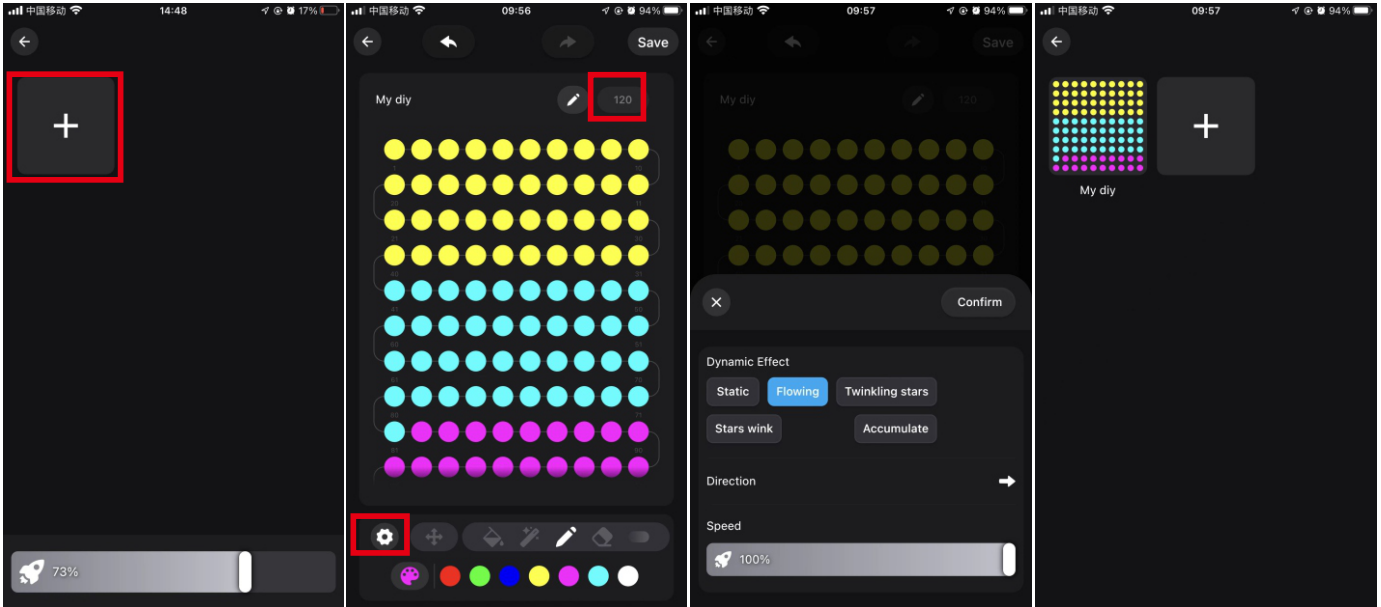 中国移动 14:48 17%
73%
中国移动 09:56 94%
Save
My diy 120
中国移动 09:57 94%
Save
My diy 120
Confirm
Dynamic Effect
Static Flowing Twinkling stars
Stars wink Accumulate
Direction
Speed
100%
中国移动 09:57 94%
My diy